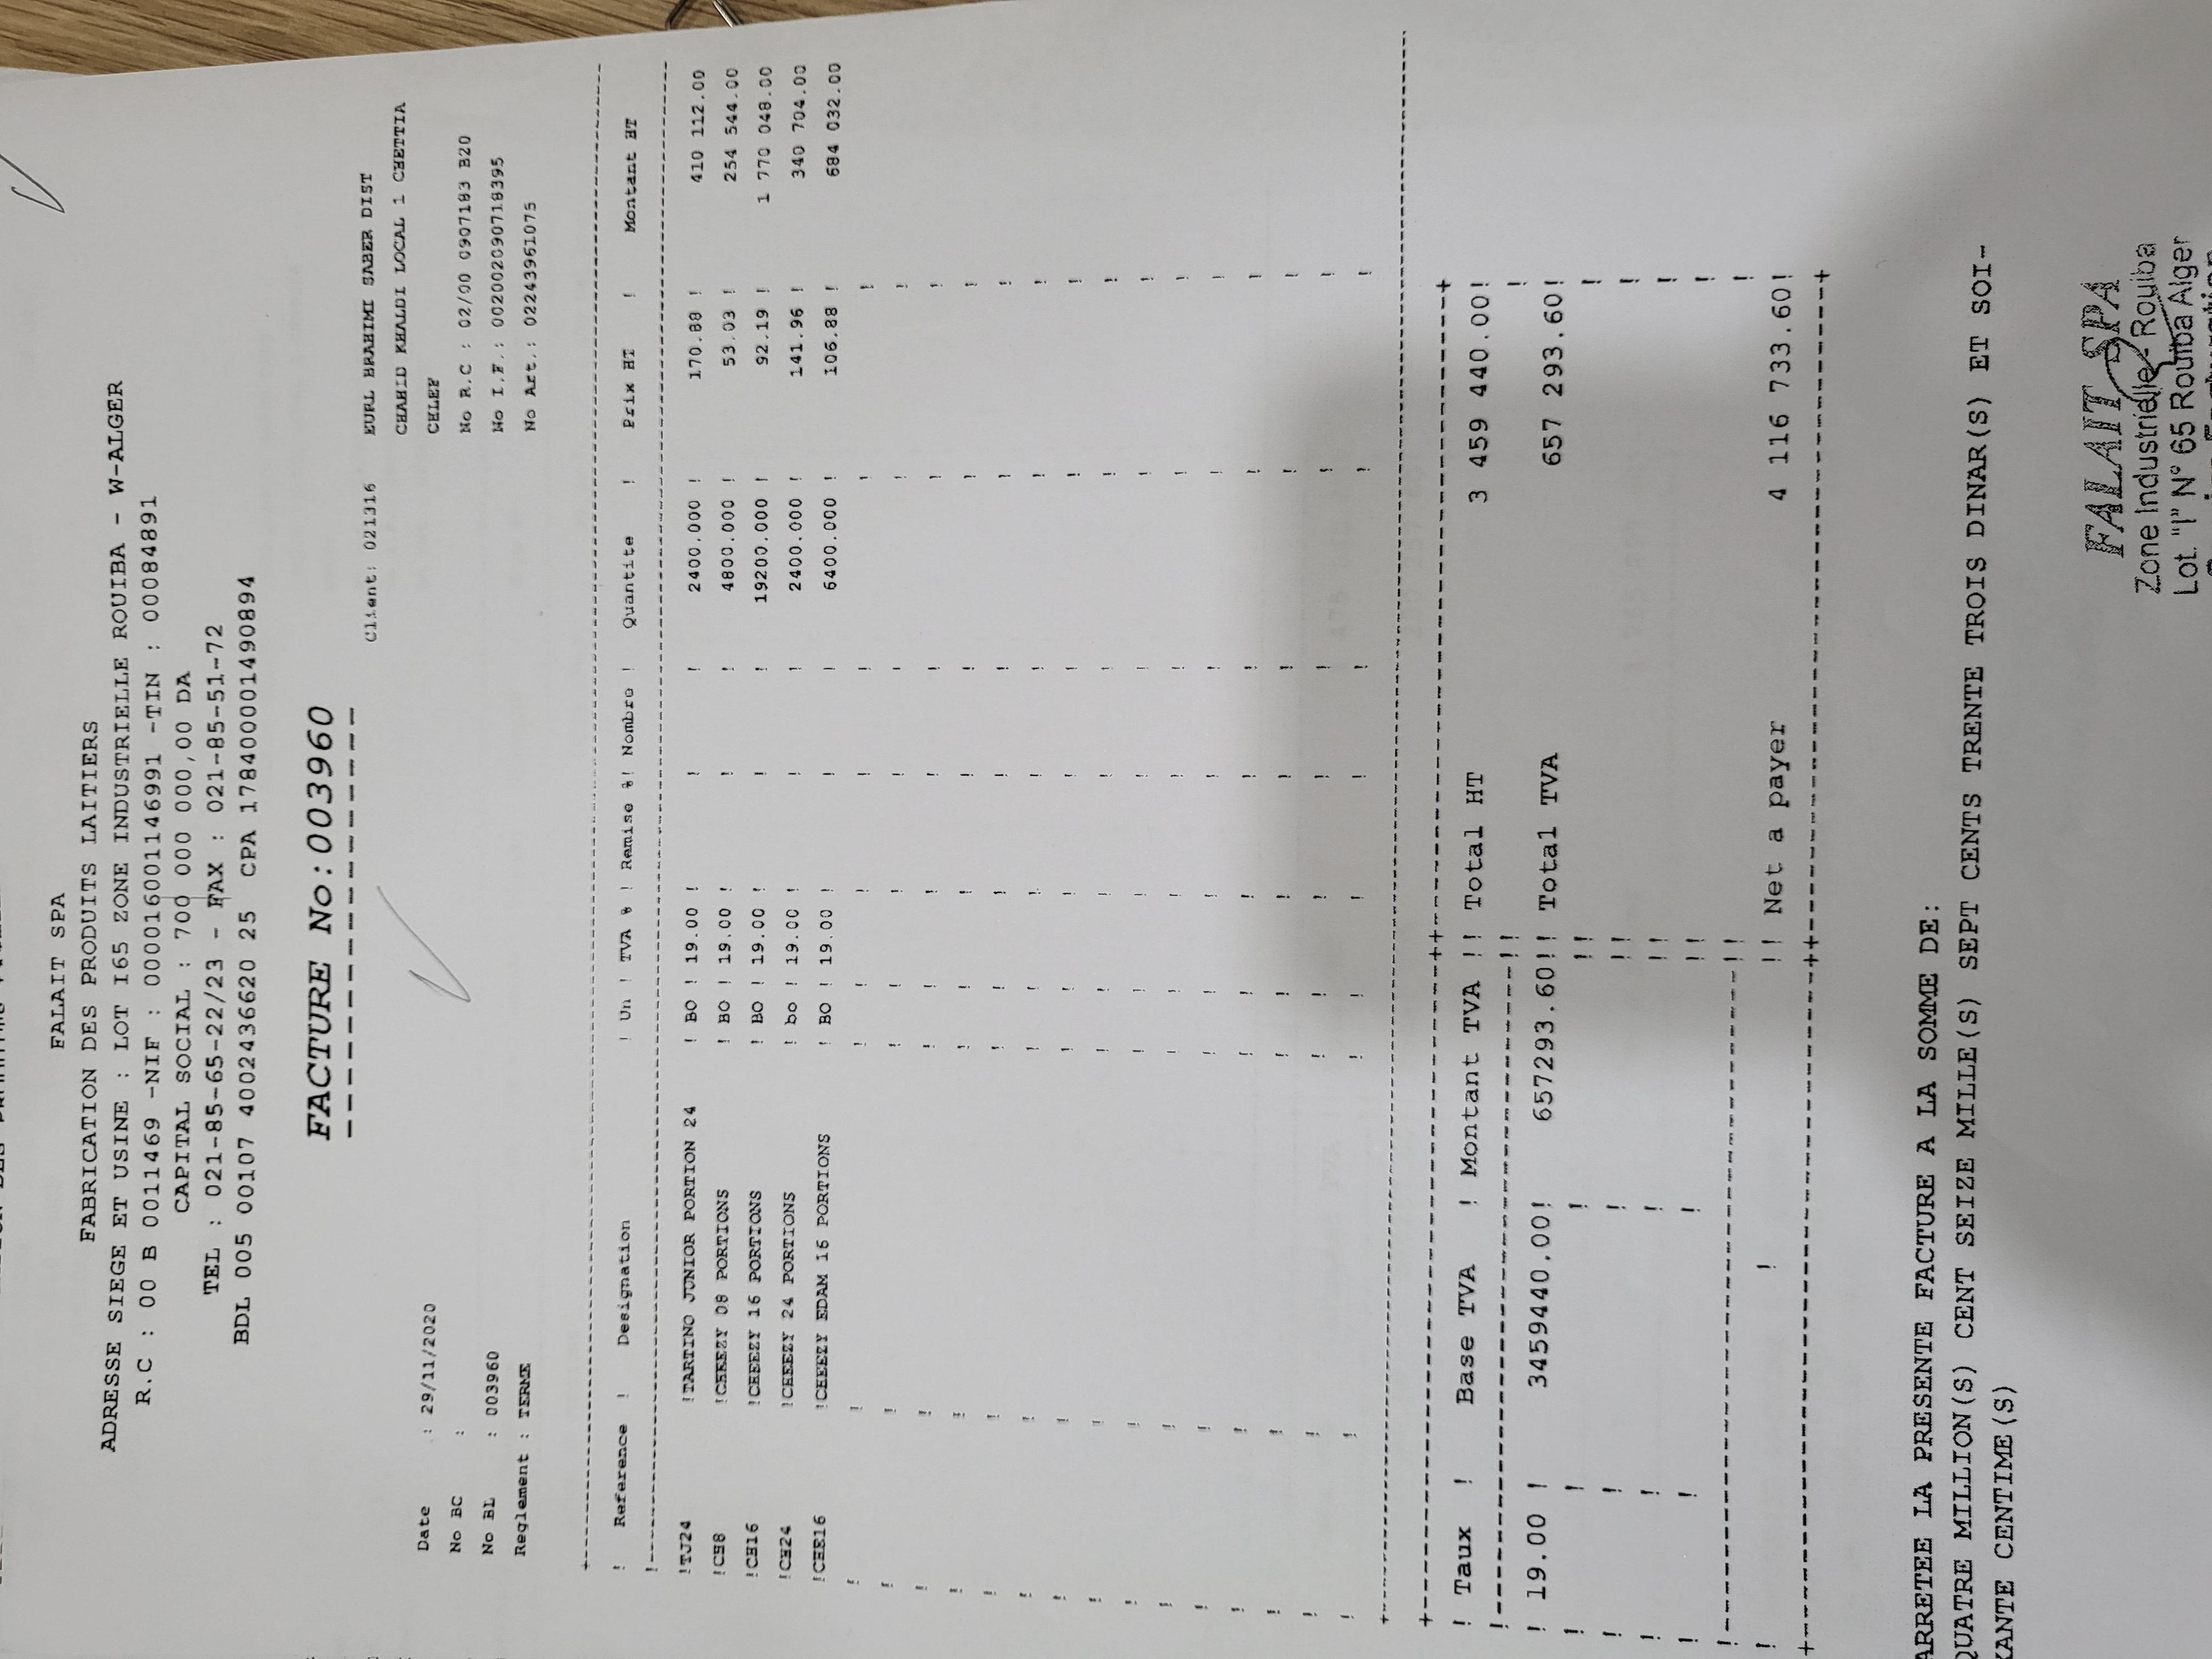 FALAIT SPA
FABRICATION DES PRODUITS LAITIERS
ADRESSE SIEGE ET USINE : LOT I65 ZONE INDUSTRIELLE ROUIBA - W-ALGER
R.C : 00 B 0011469 -NIF : 000016001146991 -TIN : 00084891
CAPITAL SOCIAL : 700 000 000,00 DA
TEL : 021-85-65-22/23 - FAX : 021-85-51-72
BDL 005 00107 4002436620 25 CPA 178400001490894
FACTURE No:003960
Client: 021316 EURL BRAHIMI SABER DIST
CHAHID KHALDI LOCAL 1 CHETTIA
CHLEF
Date : 29/11/2020
No BC :
No BL : 003960
Reglement : TERME
No R.C : 02/00 0907183 B20
No I.F.: 002002090718395
No Art.: 02243961075
! Reference ! Designation ! Un ! TVA % ! Remise %! Nombre ! Quantite ! Prix HT ! Montant HT
!TJ24 !TARTINO JUNIOR PORTION 24 ! BO ! 19.00 ! ! ! 2400.000 ! 170.88 ! 410 112.00
!CH8 !CHEEZY 08 PORTIONS ! BO ! 19.00 ! ! ! 4800.000 ! 53.03 ! 254 544.00
!CH16 !CHEEZY 16 PORTIONS ! BO ! 19.00 ! ! ! 19200.000 ! 92.19 ! 1 770 048.00
!CH24 !CHEEZY 24 PORTIONS ! bo ! 19.00 ! ! ! 2400.000 ! 141.96 ! 340 704.00
!CHE16 !CHEEZY EDAM 16 PORTIONS ! BO ! 19.00 ! ! ! 6400.000 ! 106.88 ! 684 032.00
! Taux ! Base TVA ! Montant TVA !! Total HT 3 459 440.00!
! 19.00 ! 3459440.00! 657293.60!! Total TVA 657 293.60!
! ! !! Net a payer 4 116 733.60!
ARRETEE LA PRESENTE FACTURE A LA SOMME DE:
QUATRE MILLION(S) CENT SEIZE MILLE(S) SEPT CENTS TRENTE TROIS DINAR(S) ET SOI-
XANTE CENTIME(S)
FALAIT SPA
Zone Industrielle - Rouiba
Lot. "I" N° 65 Rouiba Alger